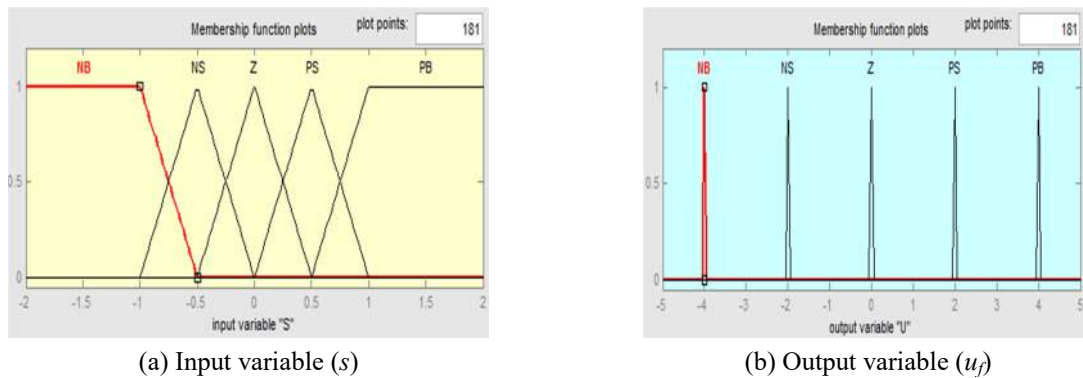 Membership function plots plot points: 181
NB NS Z PS PB
1
0.5
0
-2 -1.5 -1 -0.5 0 0.5 1 1.5 2
input variable "S"
(a) Input variable (s)
Membership function plots plot points: 181
NB NS Z PS PB
1
0.5
0
-5 -4 -3 -2 -1 0 1 2 3 4 5
output variable "U"
(b) Output variable (uf)